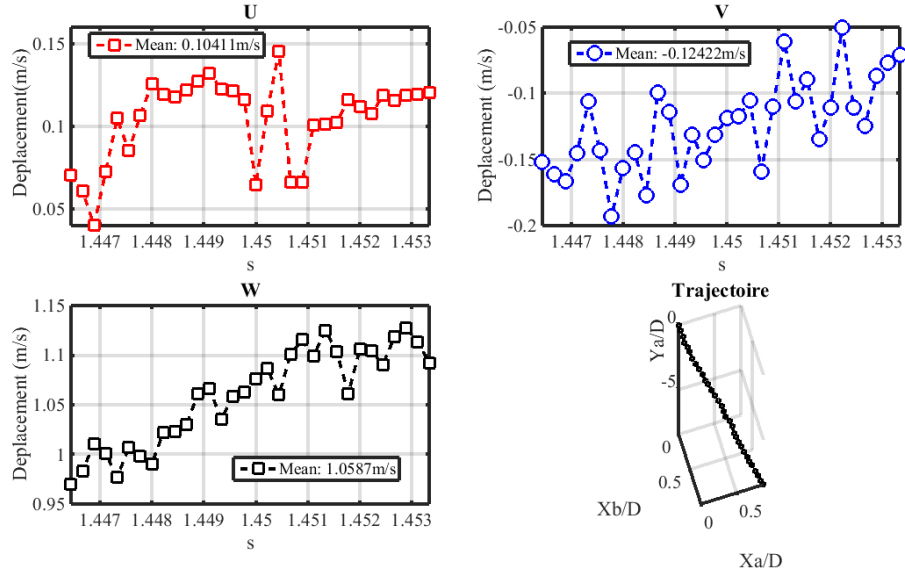 U
Deplacement(m/s)
0.15
0.1
0.05
Mean: 0.10411m/s
1.447 1.448 1.449 1.45 1.451 1.452 1.453
s
V
Deplacement (m/s)
-0.05
-0.1
-0.15
-0.2
Mean: -0.12422m/s
1.447 1.448 1.449 1.45 1.451 1.452 1.453
s
W
Deplacement (m/s)
1.15
1.1
1.05
1
0.95
Mean: 1.0587m/s
1.447 1.448 1.449 1.45 1.451 1.452 1.453
s
Trajectoire
Ya/D
0
-5
0
0.5
Xb/D
0 0.5
Xa/D